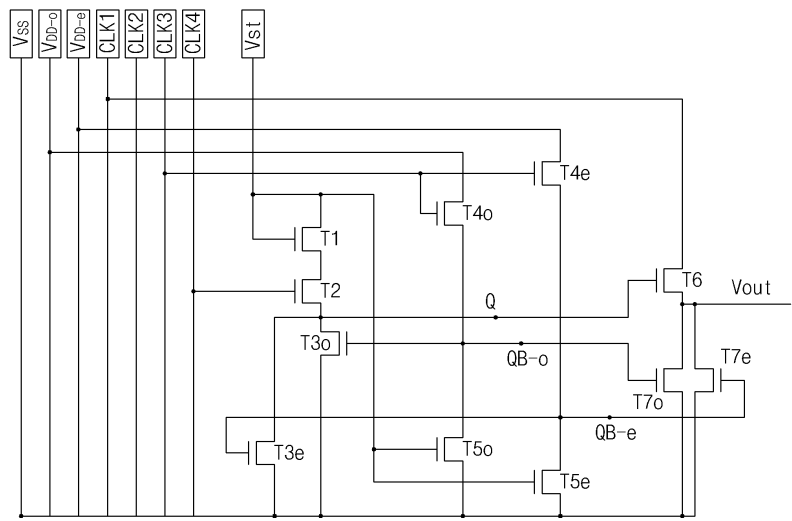 VSS
VDD-o
VDD-e
CLK1
CLK2
CLK3
CLK4
Vst
T4e
T4o
T1
T2
T6
Q
Vout
T3o
QB-o
T7e
T7o
QB-e
T3e
T5o
T5e